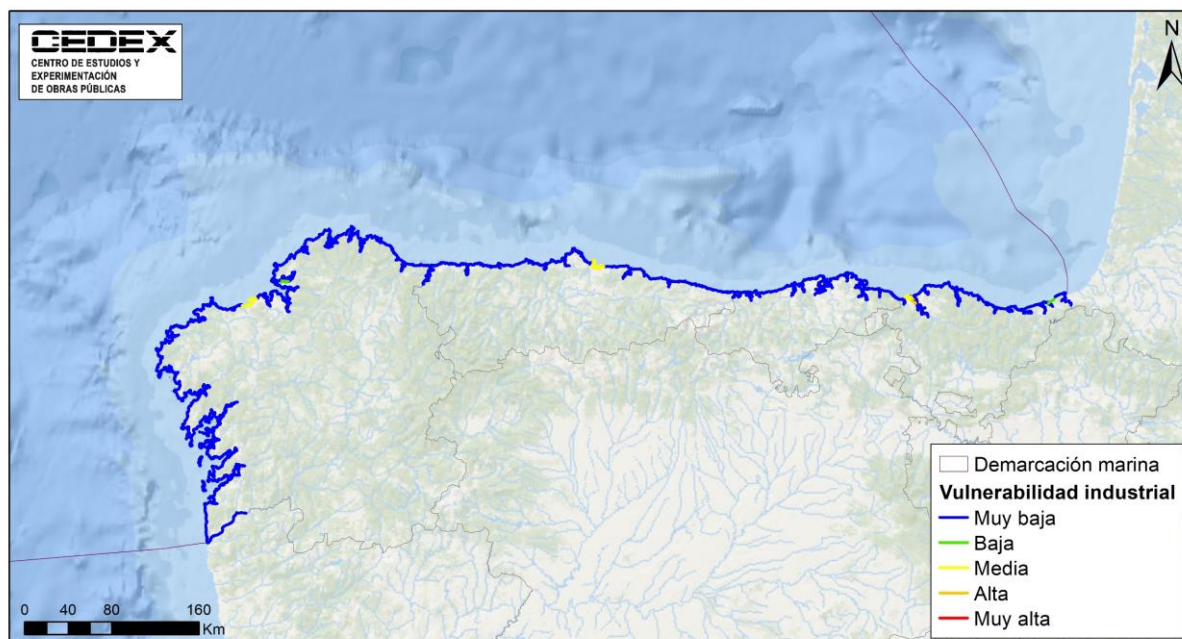 CEDEX
CENTRO DE ESTUDIOS Y
EXPERIMENTACIÓN
DE OBRAS PÚBLICAS
N
Demarcación marina
Vulnerabilidad industrial
Muy baja
Baja
Media
Alta
Muy alta
0 40 80 160
Km